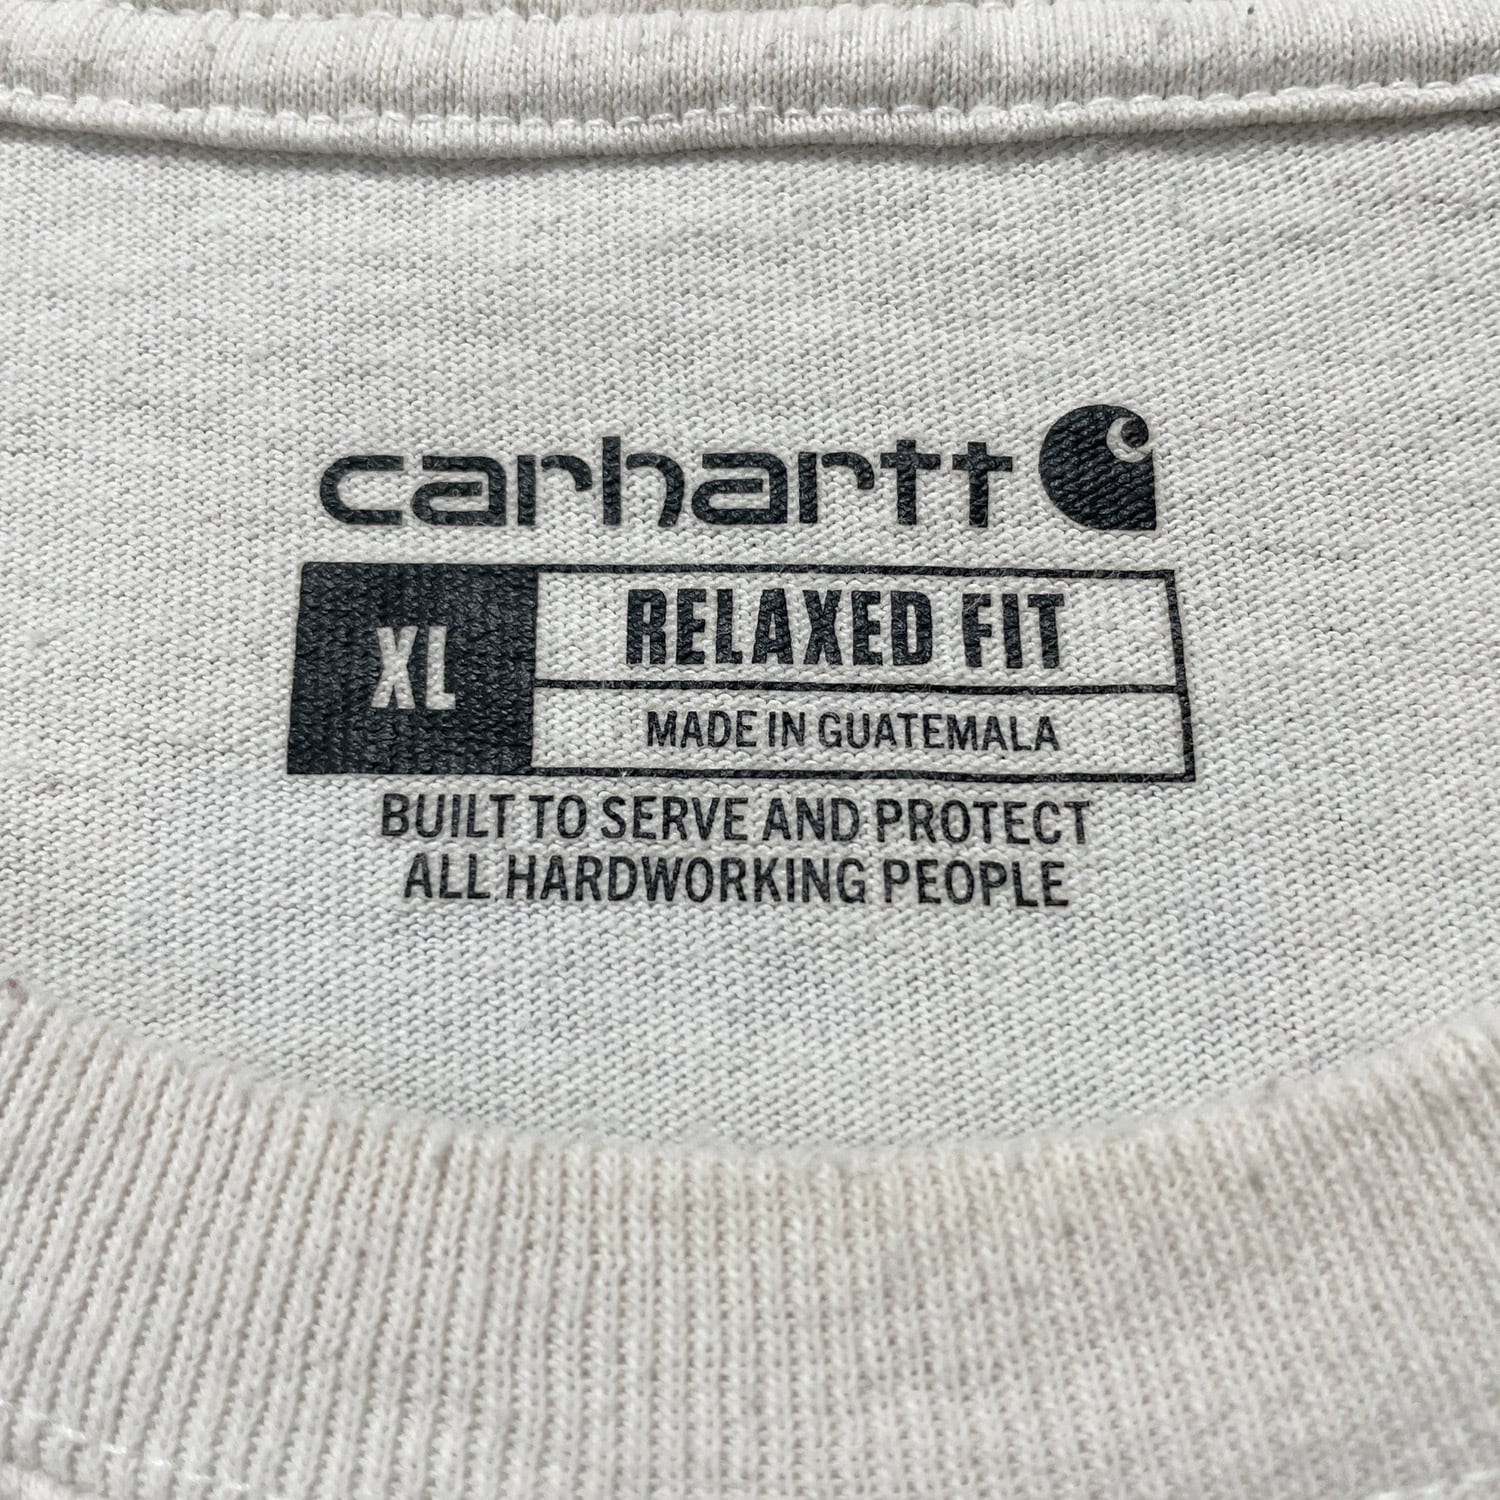 carhartt
XL
RELAXED FIT
MADE IN GUATEMALA
BUILT TO SERVE AND PROTECT
ALL HARDWORKING PEOPLE